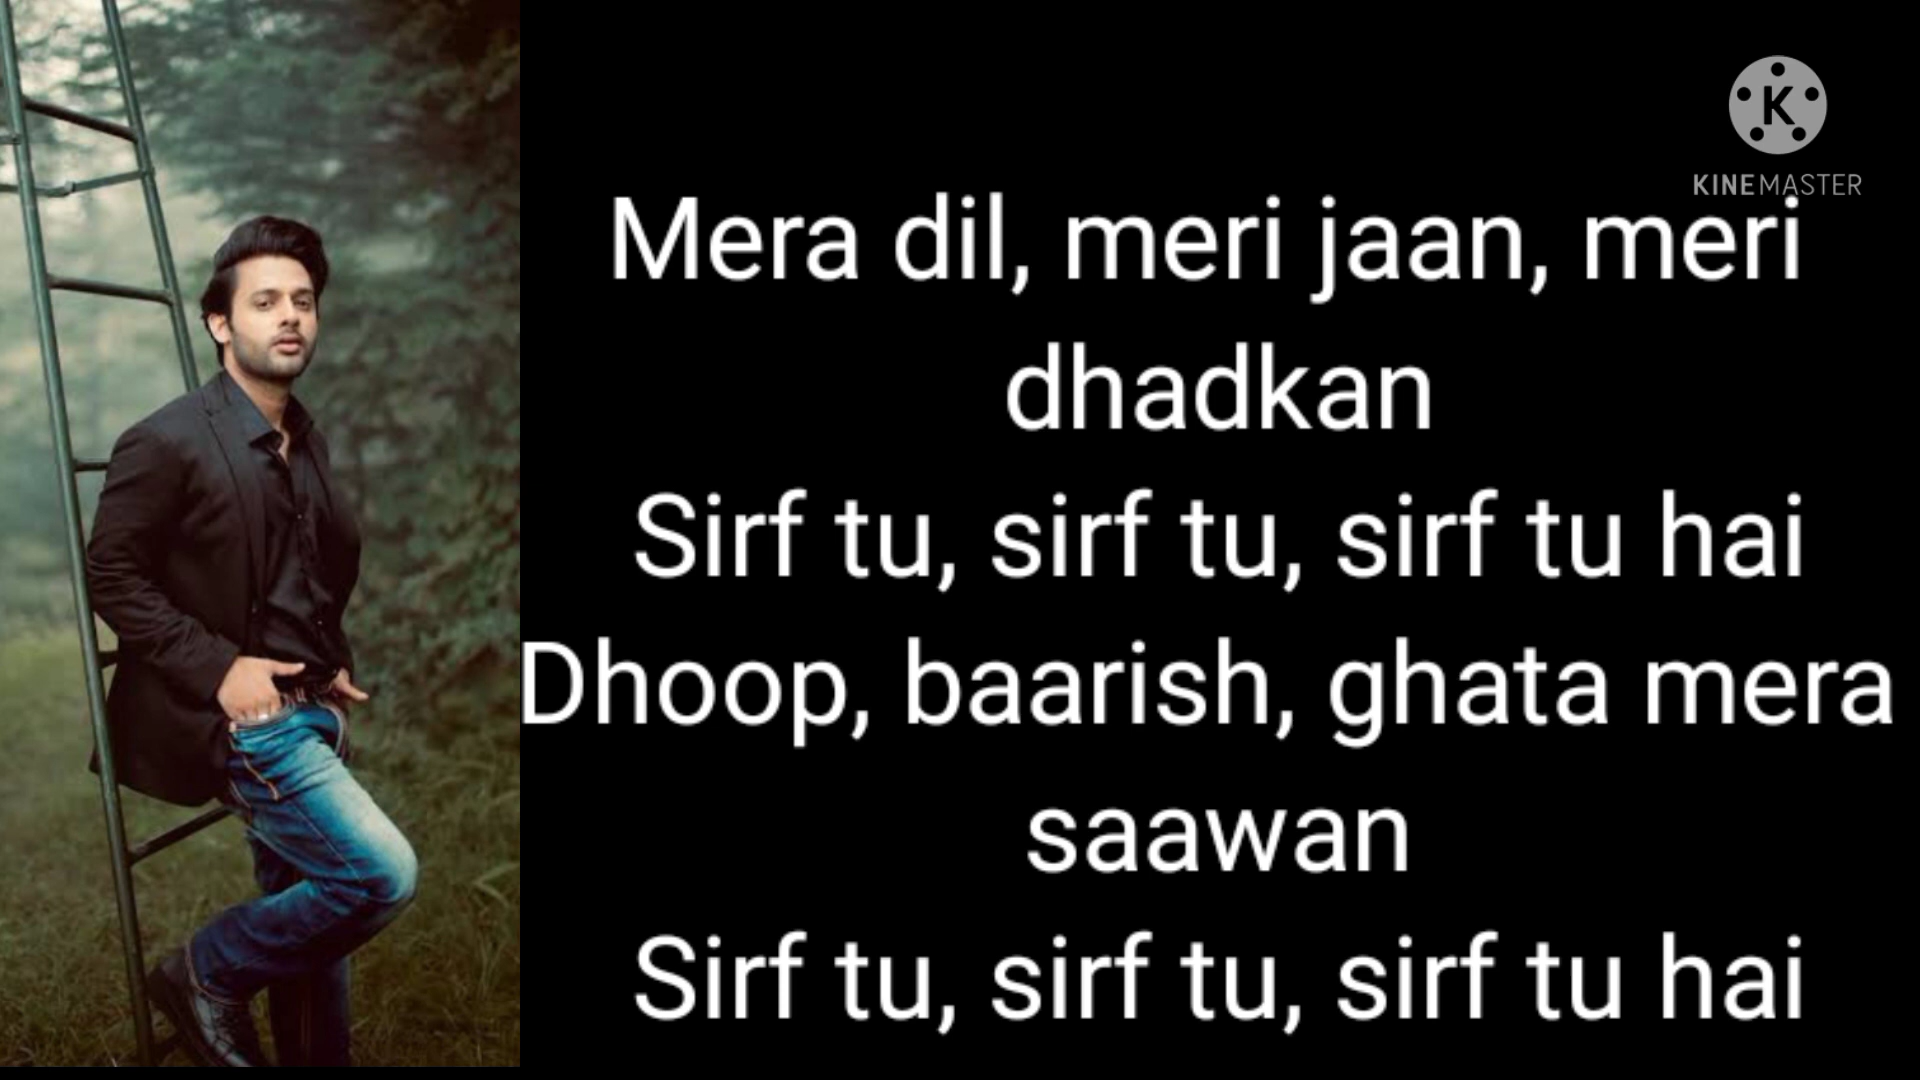 KINEMASTER
Mera dil, meri jaan, meri
dhadkan
Sirf tu, sirf tu, sirf tu hai
Dhoop, baarish, ghata mera
saawan
Sirf tu, sirf tu, sirf tu hai